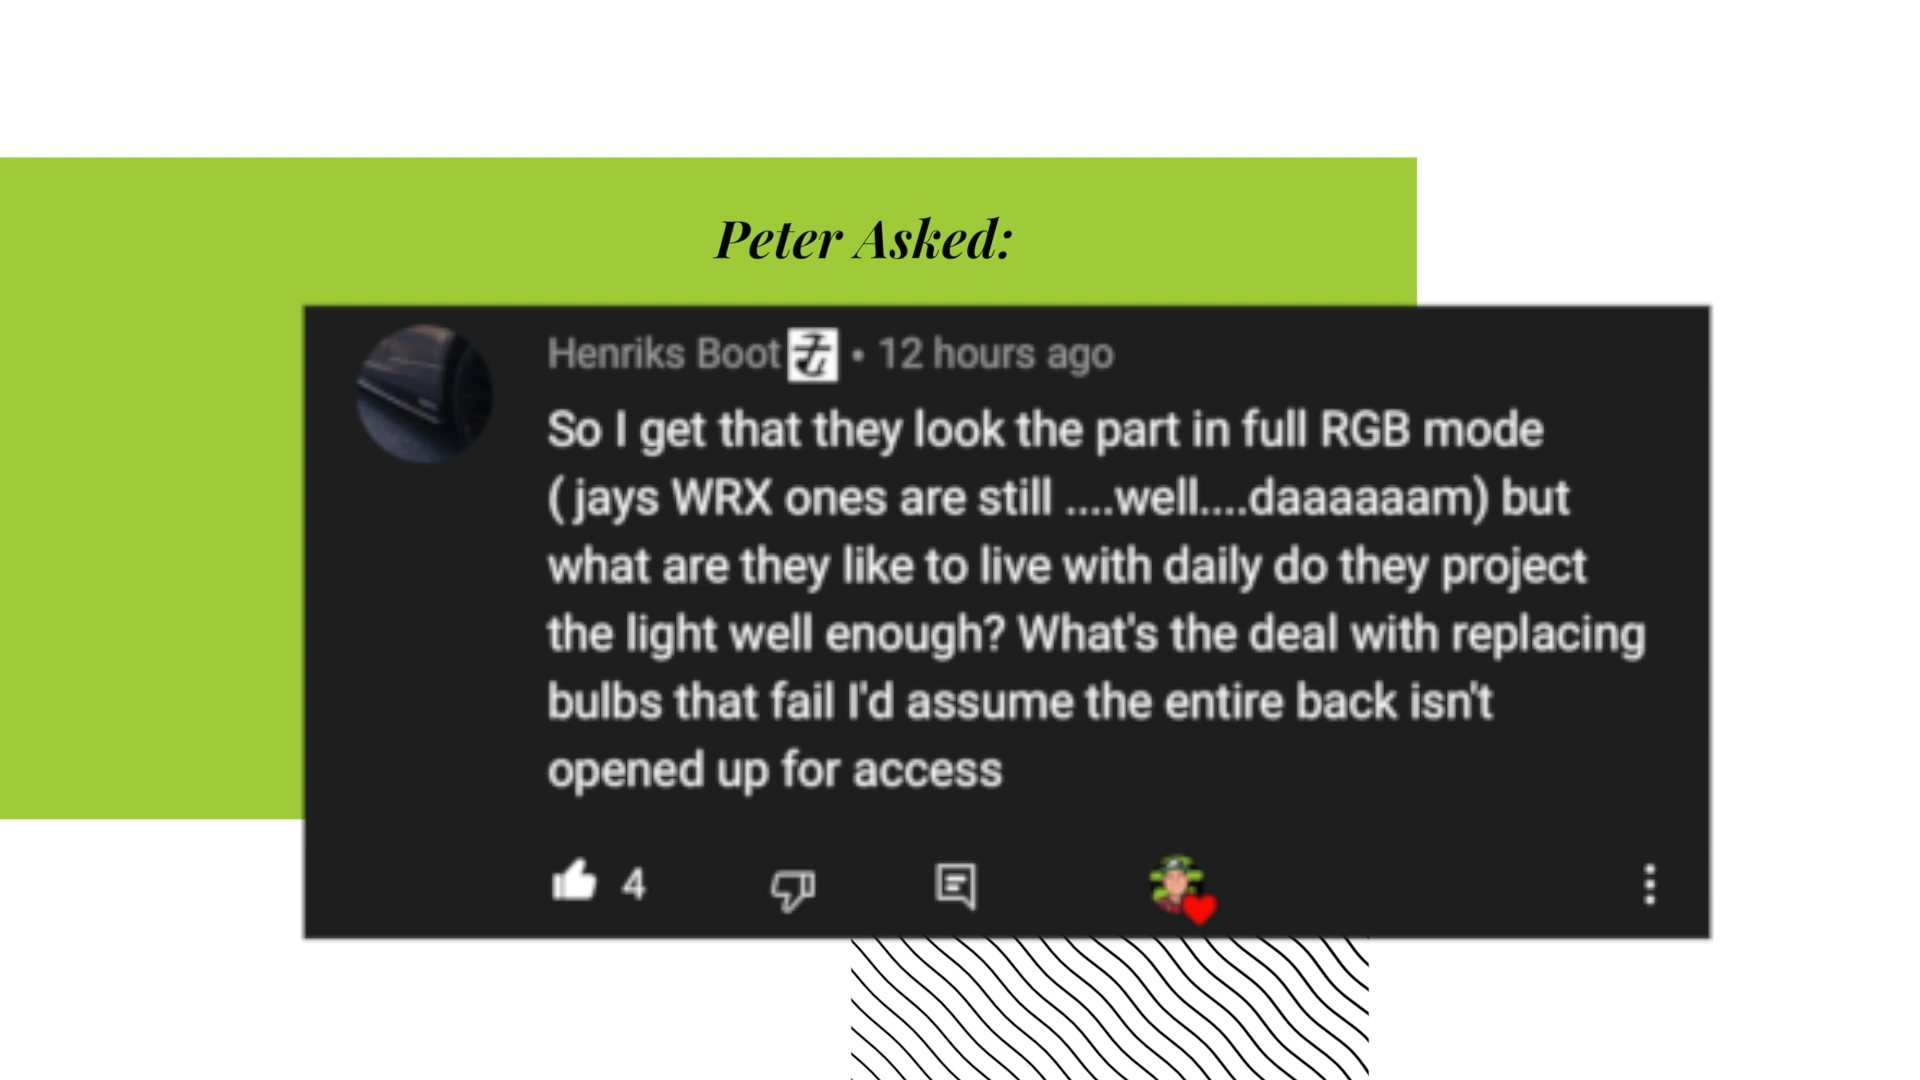 Peter Asked:
Henriks Boot • 12 hours ago
So I get that they look the part in full RGB mode
( jays WRX ones are still ....well....daaaaaam) but
what are they like to live with daily do they project
the light well enough? What's the deal with replacing
bulbs that fail I'd assume the entire back isn't
opened up for access
4